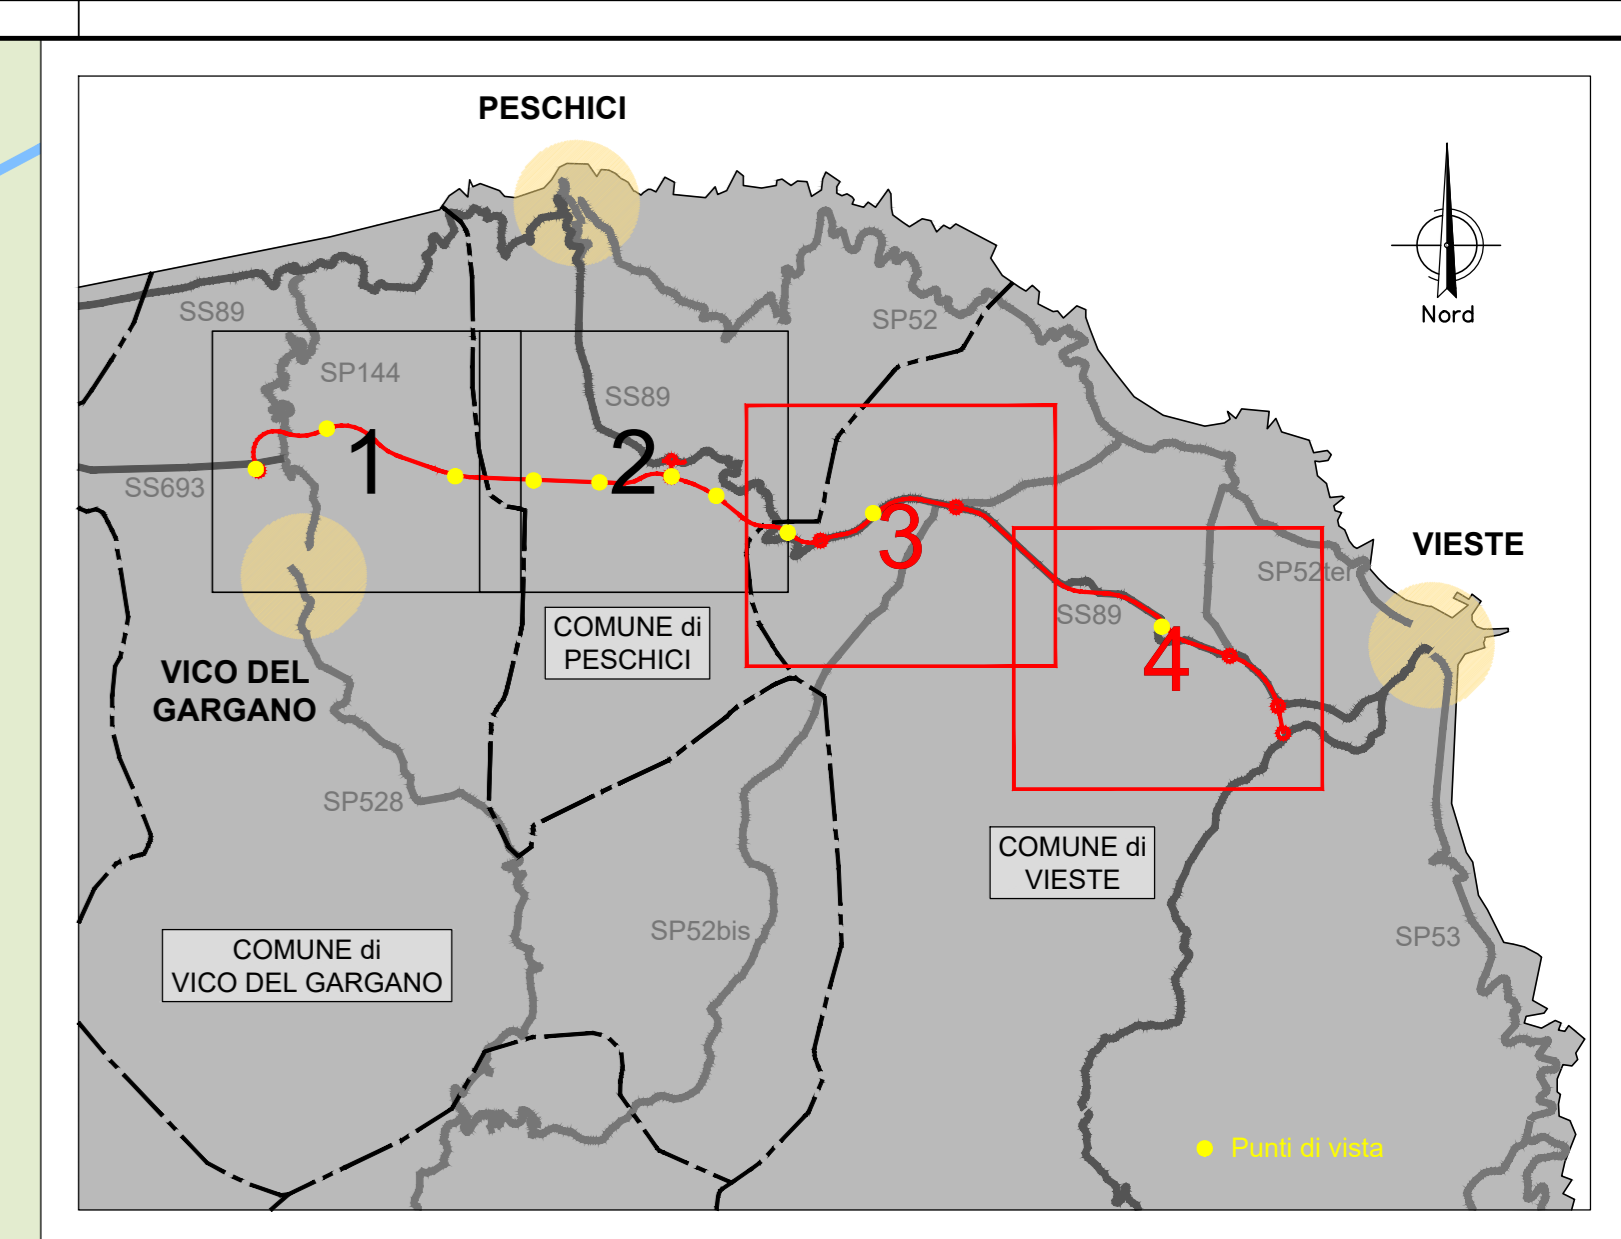 PESCHICI
Nord
SS89
SP52
SP144
SS89
1
2
SS693
3
VIESTE
SP52ter
SS89
COMUNE di
PESCHICI
4
VICO DEL
GARGANO
SP528
COMUNE di
VIESTE
SP52bis
SP53
COMUNE di
VICO DEL GARGANO
Punti di vista